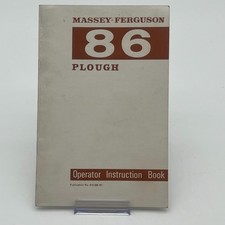 MASSEY-FERGUSON
86
PLOUGH
Operator Instruction Book